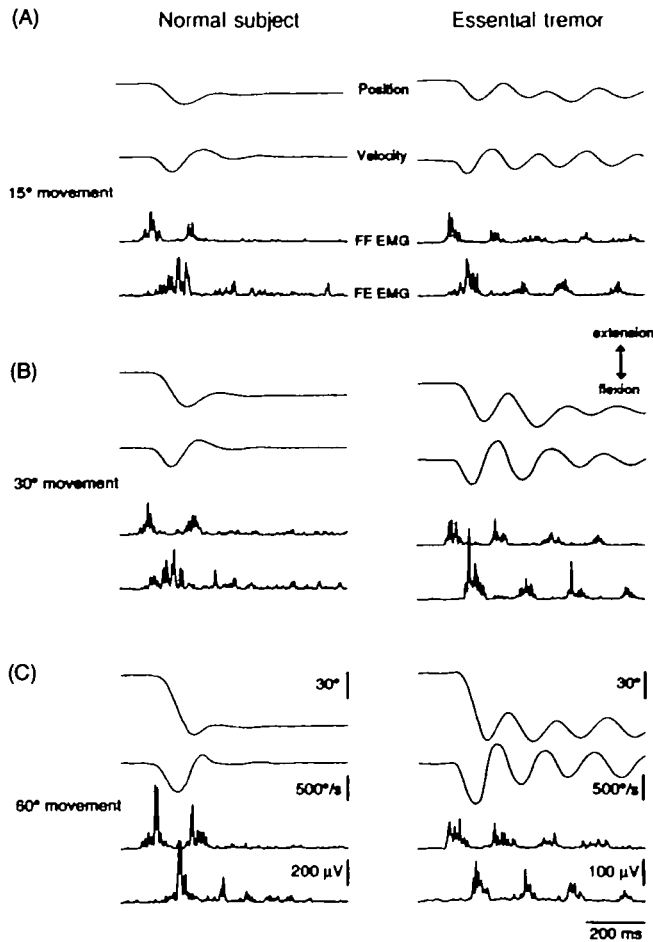 (A)
Normal subject
Essential tremor
Position
Velocity
15° movement
FF EMG
FE EMG
extension
flexion
(B)
30° movement
(C)
30°
30°
500°/s
500°/s
60° movement
200 µV
100 µV
200 ms